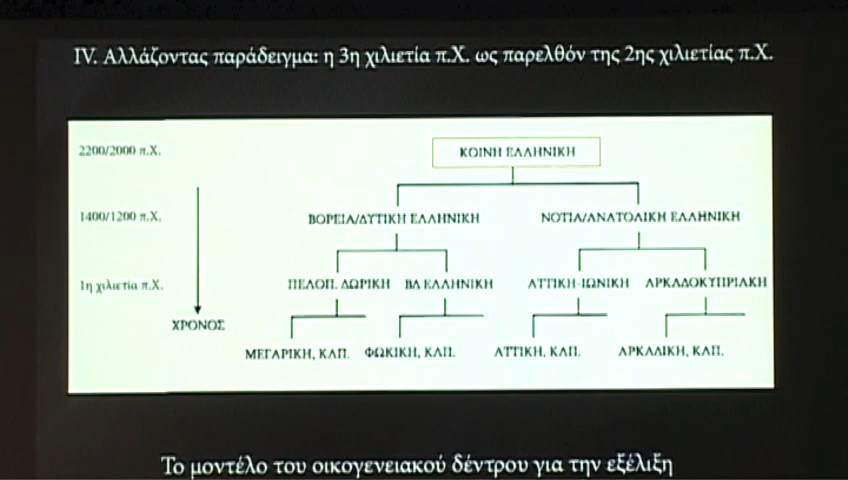 IV. Αλλάζοντας παράδειγμα: η 3η χιλιετία π.Χ. ως παρελθόν της 2ης χιλιετίας π.Χ.
2200/2000 π.Χ.
ΚΟΙΝΗ ΕΛΛΗΝΙΚΗ
1400/1200 π.Χ.
ΒΟΡΕΙΑ/ΔΥΤΙΚΗ ΕΛΛΗΝΙΚΗ
ΝΟΤΙΑ/ΑΝΑΤΟΛΙΚΗ ΕΛΛΗΝΙΚΗ
1η χιλιετία π.Χ.
ΠΕΛΟΠ. ΔΩΡΙΚΗ
ΒΔ ΕΛΛΗΝΙΚΗ
ΑΤΤΙΚΗ-ΙΩΝΙΚΗ
ΑΡΚΑΔΟΚΥΠΡΙΑΚΗ
ΧΡΟΝΟΣ
ΜΕΓΑΡΙΚΗ, ΚΛΠ.
ΦΩΚΙΚΗ, ΚΛΠ.
ΑΤΤΙΚΗ, ΚΛΠ.
ΑΡΚΑΔΙΚΗ, ΚΛΠ.
Το μοντέλο του οικογενειακού δέντρου για την εξέλιξη